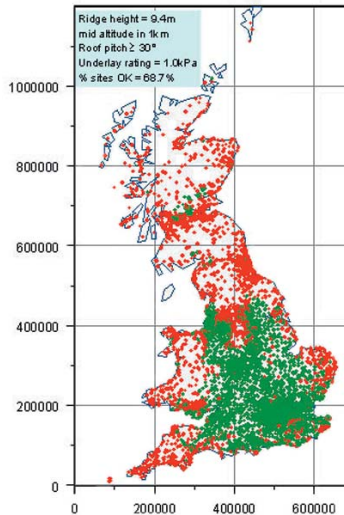 Ridge height = 9.4m
mid altitude in 1km
Roof pitch ≥ 30°
Underlay rating = 1.0kPa
% sites OK = 68.7%
1000000
800000
600000
400000
200000
0
0 200000 400000 600000